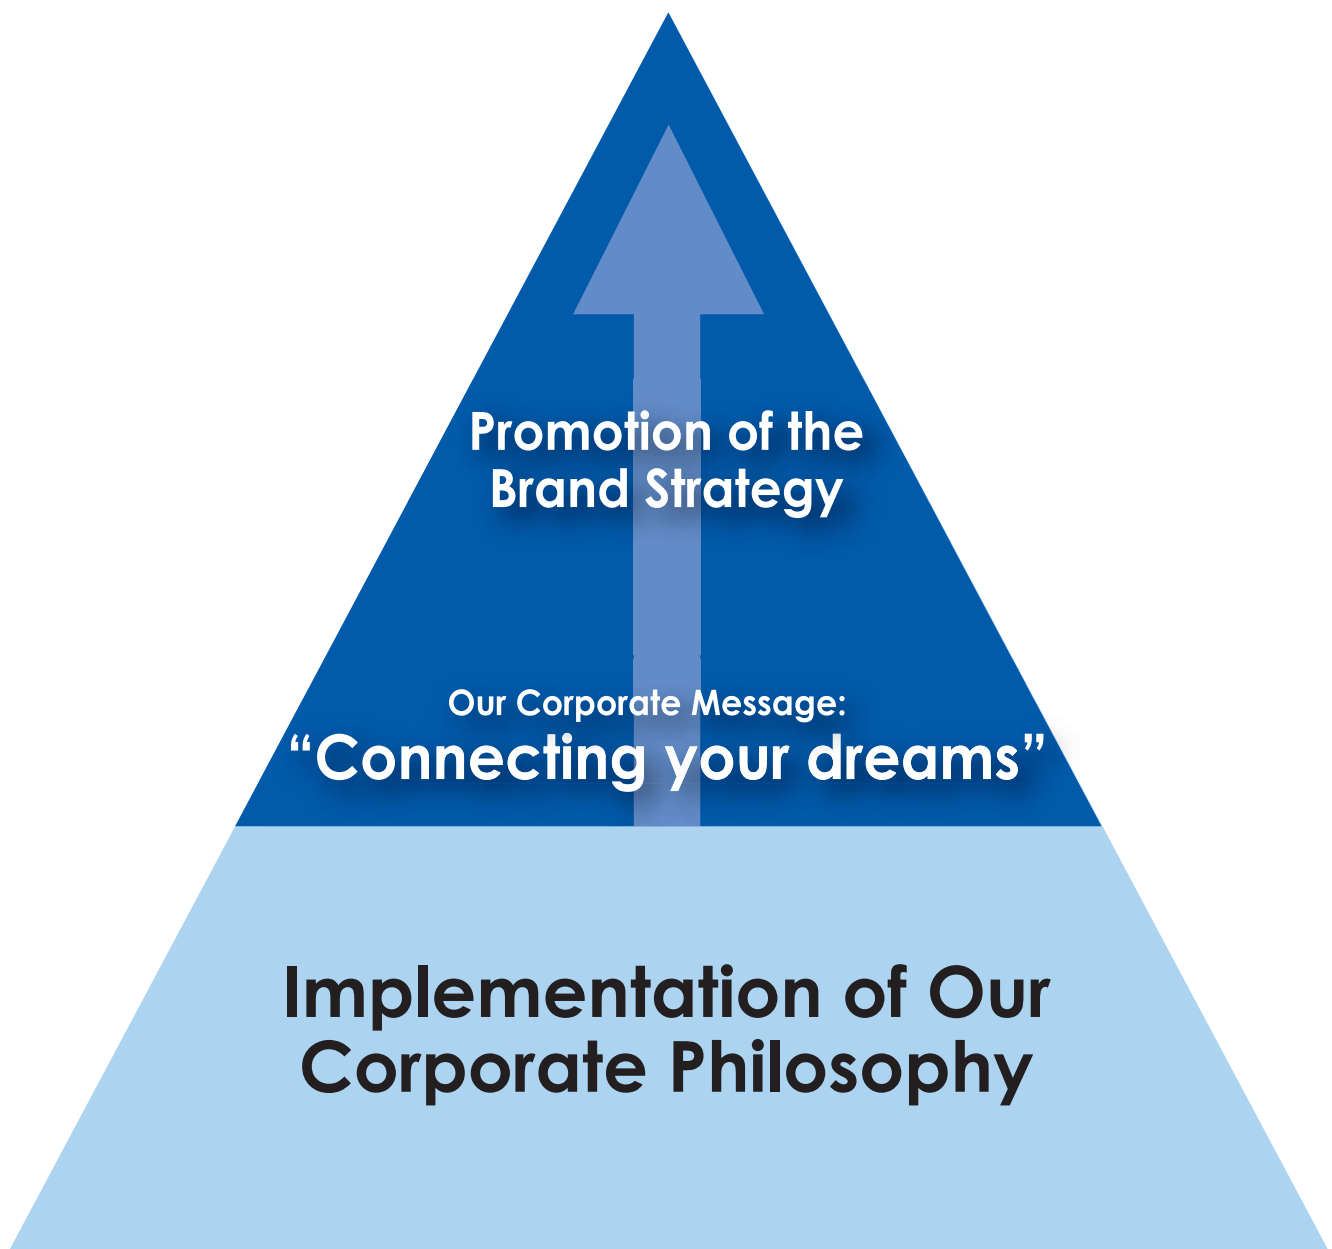 Promotion of the
Brand Strategy
Our Corporate Message:
“Connecting your dreams”
Implementation of Our
Corporate Philosophy